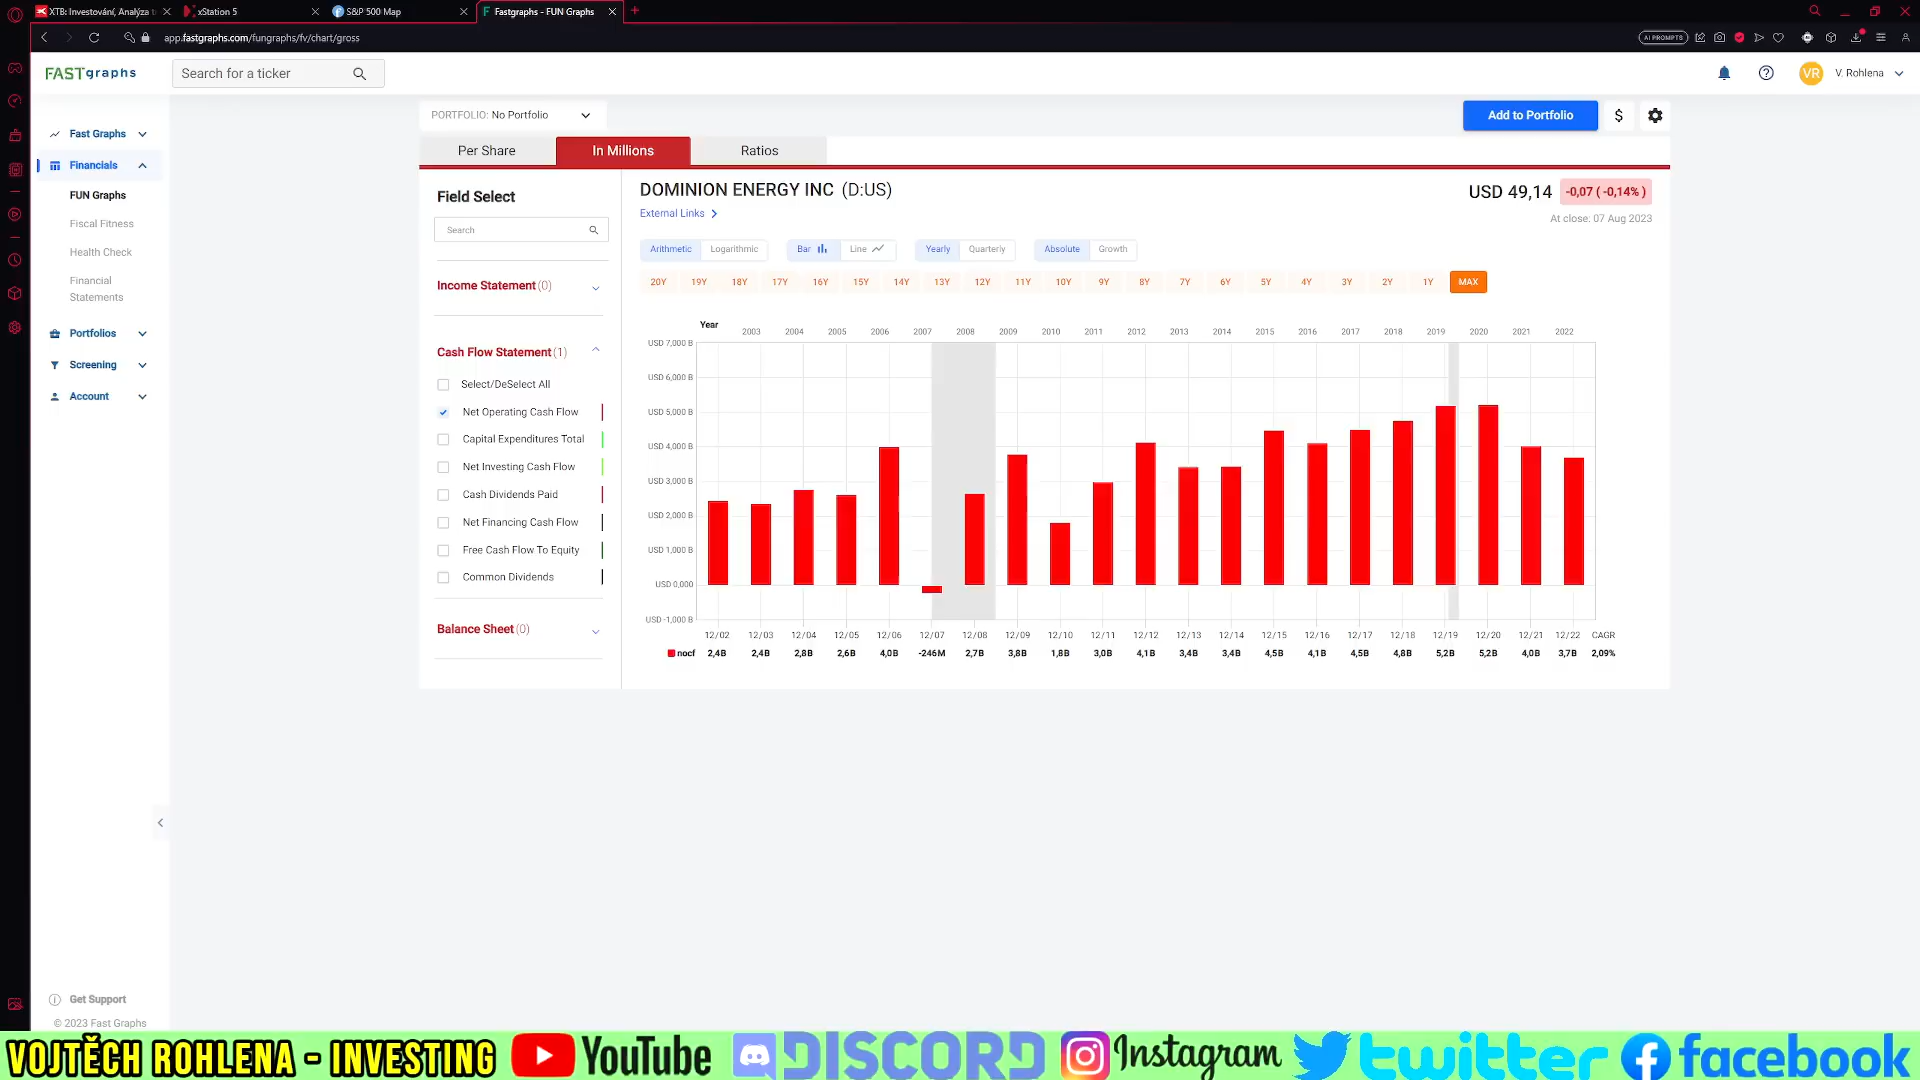 XTB: Investování, Analýza t
xStation 5
S&P 500 Map
Fastgraphs - FUN Graphs
app.fastgraphs.com/fungraphs/fv/chart/gross
AI PROMPTS
FASTgraphs
Search for a ticker
VR
V. Rohlena
Fast Graphs
Financials
FUN Graphs
Fiscal Fitness
Health Check
Financial
Statements
Portfolios
Screening
Account
Get Support
© 2023 Fast Graphs
PORTFOLIO: No Portfolio
Add to Portfolio
$
Per Share
In Millions
Ratios
Field Select
Search
Income Statement (0)
Cash Flow Statement (1)
Select/DeSelect All
Net Operating Cash Flow
Capital Expenditures Total
Net Investing Cash Flow
Cash Dividends Paid
Net Financing Cash Flow
Free Cash Flow To Equity
Common Dividends
Balance Sheet (0)
DOMINION ENERGY INC (D:US)
External Links
USD 49,14
-0,07 ( -0,14% )
At close: 07 Aug 2023
Arithmetic Logarithmic Bar Line Yearly Quarterly Absolute Growth
20Y 19Y 18Y 17Y 16Y 15Y 14Y 13Y 12Y 11Y 10Y 9Y 8Y 7Y 6Y 5Y 4Y 3Y 2Y 1Y MAX
Year 2003 2004 2005 2006 2007 2008 2009 2010 2011 2012 2013 2014 2015 2016 2017 2018 2019 2020 2021 2022
USD 7,000 B
USD 6,000 B
USD 5,000 B
USD 4,000 B
USD 3,000 B
USD 2,000 B
USD 1,000 B
USD 0,000
USD -1,000 B
12/02 12/03 12/04 12/05 12/06 12/07 12/08 12/09 12/10 12/11 12/12 12/13 12/14 12/15 12/16 12/17 12/18 12/19 12/20 12/21 12/22 CAGR
nocf 2,4B 2,4B 2,8B 2,6B 4,0B -246M 2,7B 3,8B 1,8B 3,0B 4,1B 3,4B 3,4B 4,5B 4,1B 4,5B 4,8B 5,2B 5,2B 4,0B 3,7B 2,09%
VOJTĚCH ROHLENA - INVESTING YouTube DISCORD Instagram twitter facebook